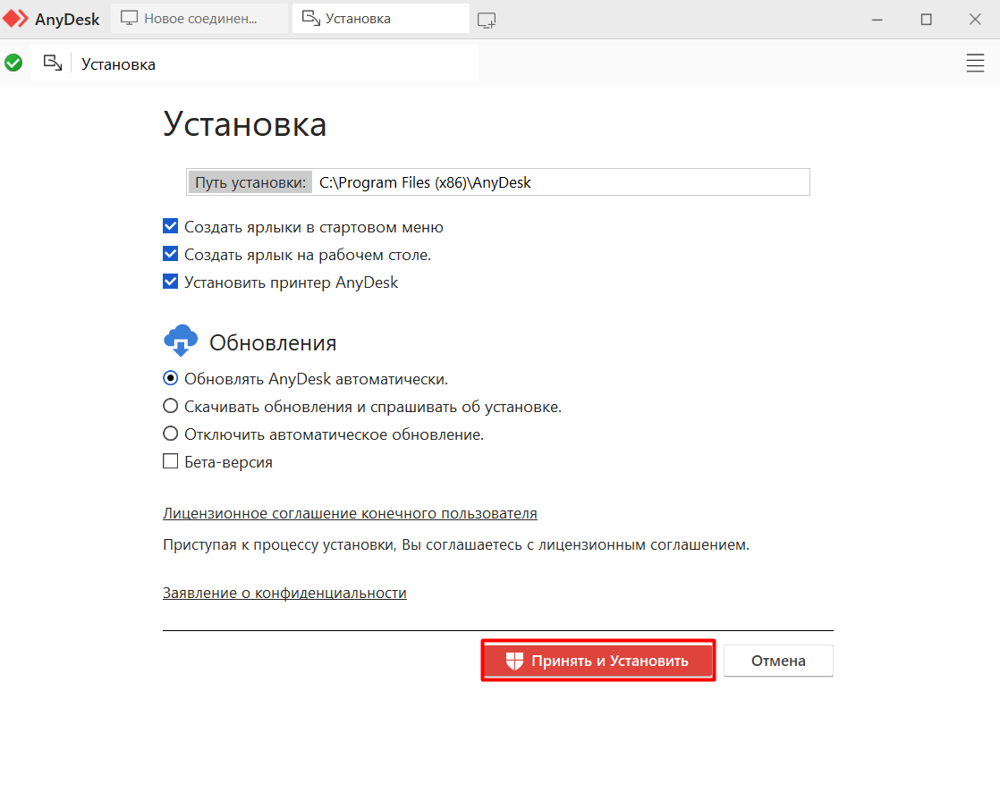 AnyDesk
Новое соединен...
Установка
Установка
Установка
Путь установки: C:\Program Files (x86)\AnyDesk
Создать ярлыки в стартовом меню
Создать ярлык на рабочем столе.
Установить принтер AnyDesk
Обновления
Обновлять AnyDesk автоматически.
Скачивать обновления и спрашивать об установке.
Отключить автоматическое обновление.
Бета-версия
Лицензионное соглашение конечного пользователя
Приступая к процессу установки, Вы соглашаетесь с лицензионным соглашением.
Заявление о конфиденциальности
Принять и Установить
Отмена